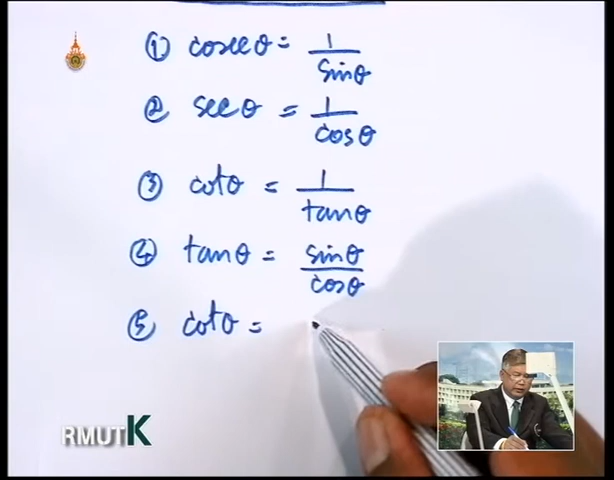 ① cosecθ = 1/sinθ
② secθ = 1/cosθ
③ cotθ = 1/tanθ
④ tanθ = sinθ/cosθ
⑤ cotθ =
RMUTK